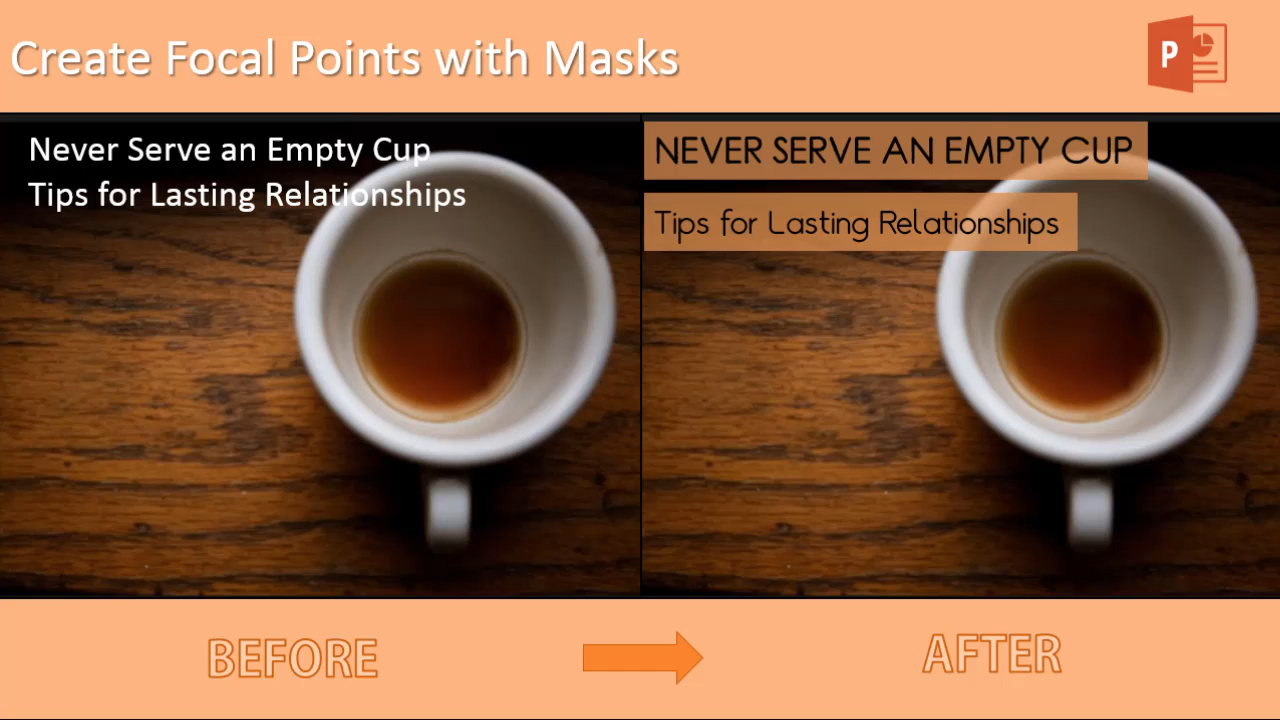 Create Focal Points with Masks
P
Never Serve an Empty Cup
Tips for Lasting Relationships
NEVER SERVE AN EMPTY CUP
Tips for Lasting Relationships
BEFORE
AFTER